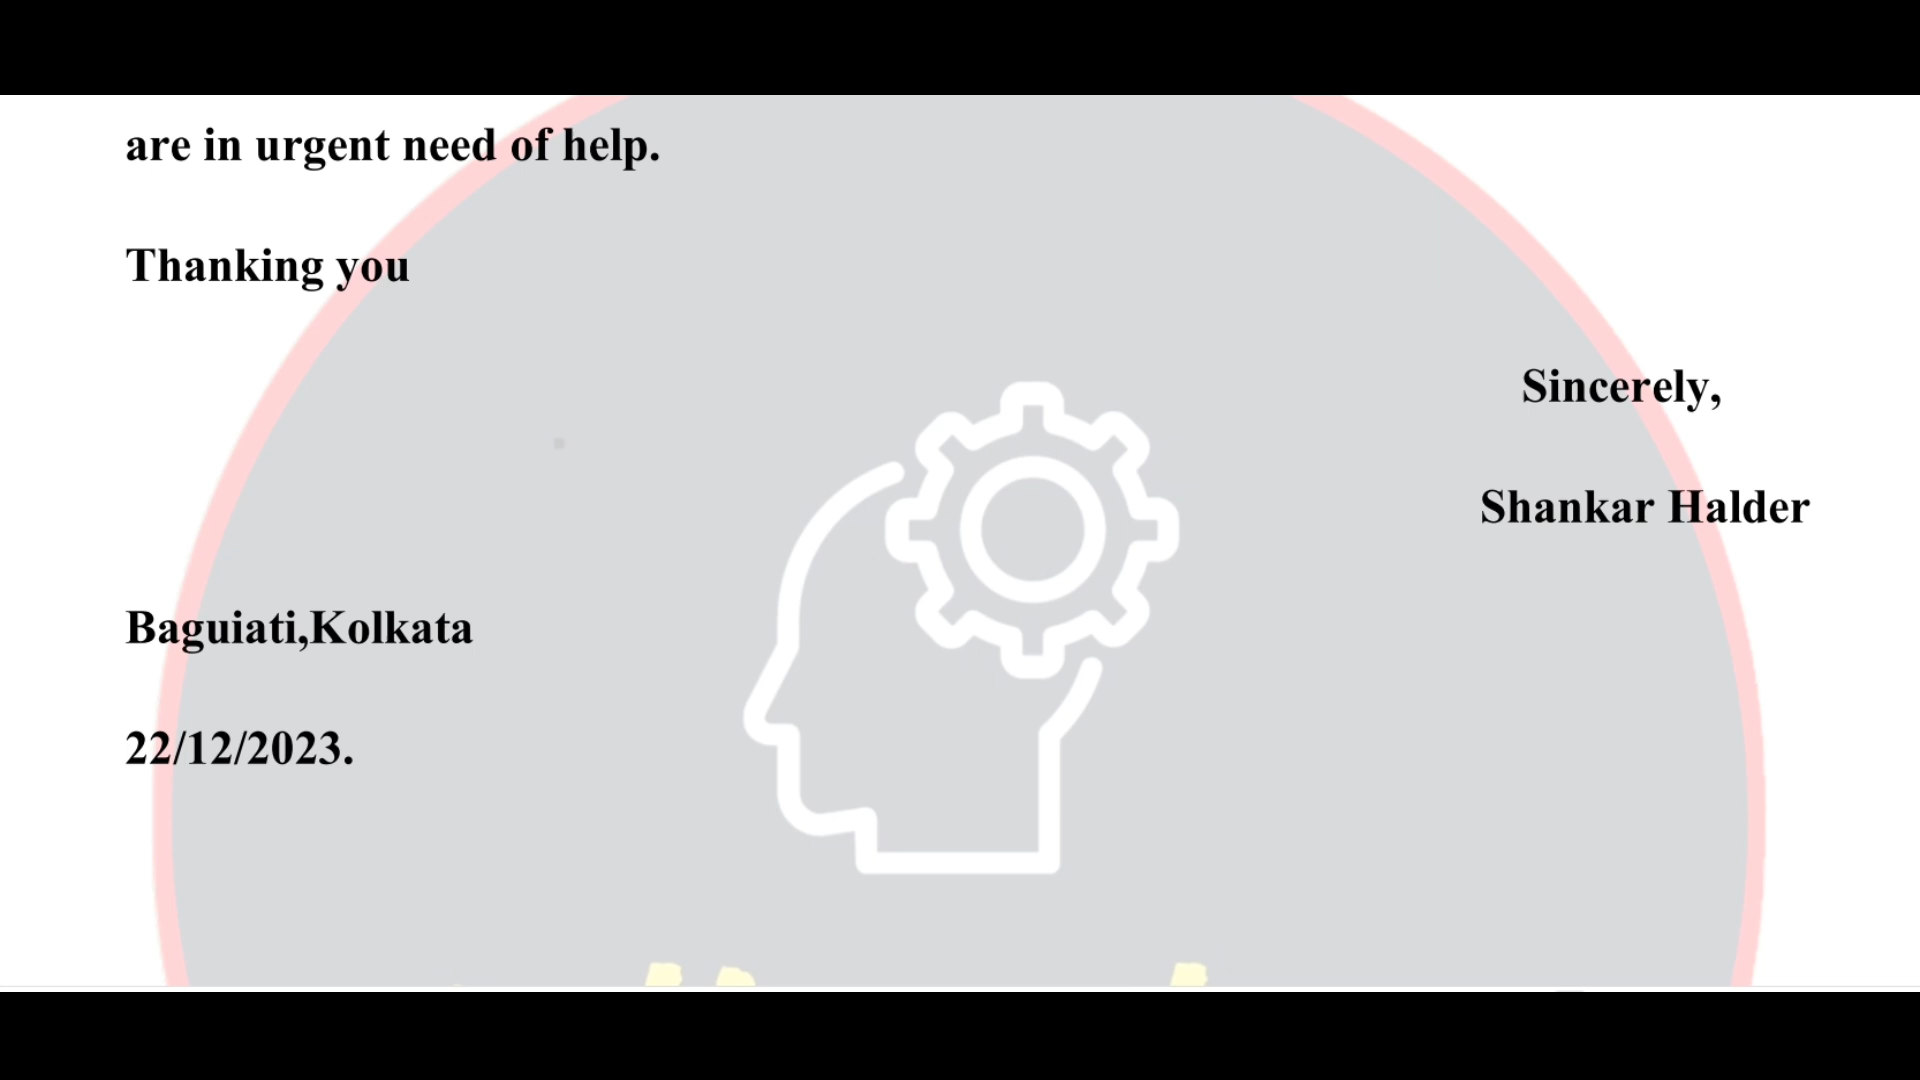 are in urgent need of help.
Thanking you
Sincerely,
Shankar Halder
Baguiati,Kolkata
22/12/2023.